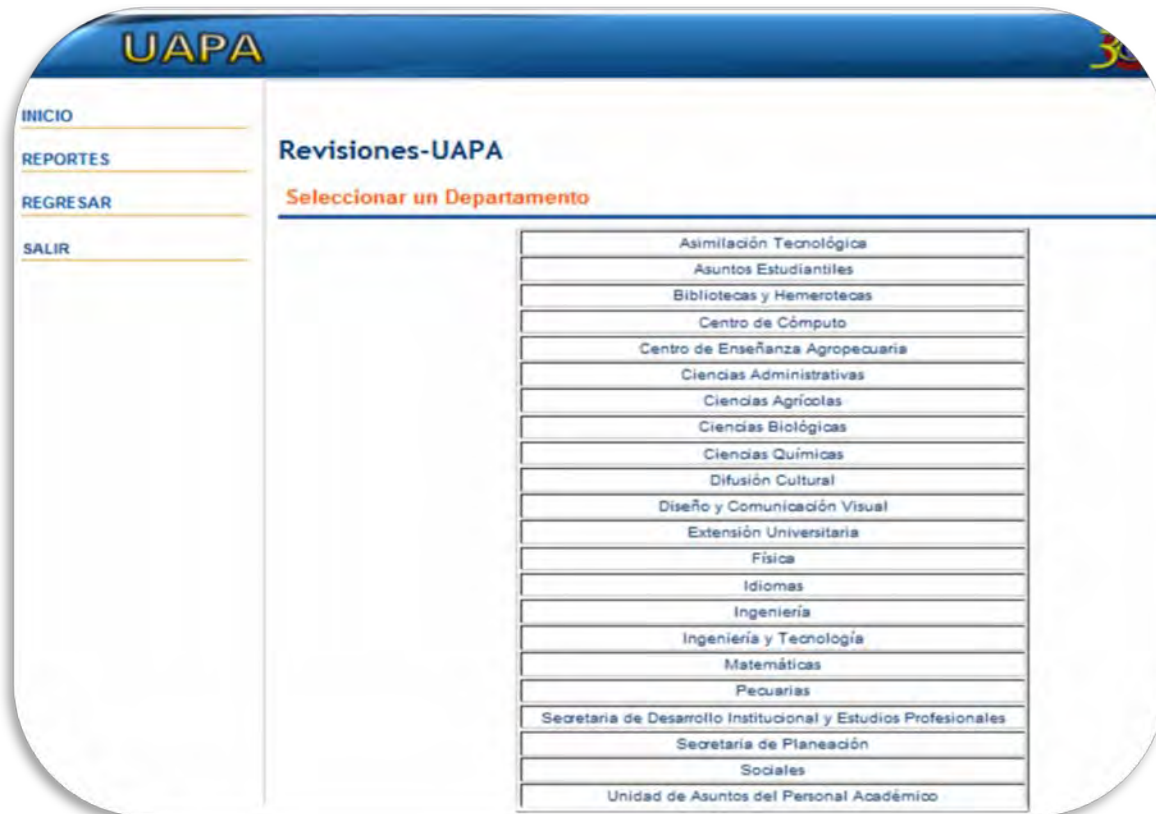 UAPA
INICIO
REPORTES
REGRESAR
SALIR
Revisiones-UAPA
Seleccionar un Departamento
Asimilación Tecnológica
Asuntos Estudiantiles
Bibliotecas y Hemerotecas
Centro de Cómputo
Centro de Enseñanza Agropecuaria
Ciencias Administrativas
Ciencias Agrícolas
Ciencias Biológicas
Ciencias Químicas
Difusión Cultural
Diseño y Comunicación Visual
Extensión Universitaria
Física
Idiomas
Ingeniería
Ingeniería y Tecnología
Matemáticas
Pecuarias
Secretaria de Desarrollo Institucional y Estudios Profesionales
Secretaría de Planeación
Sociales
Unidad de Asuntos del Personal Académico